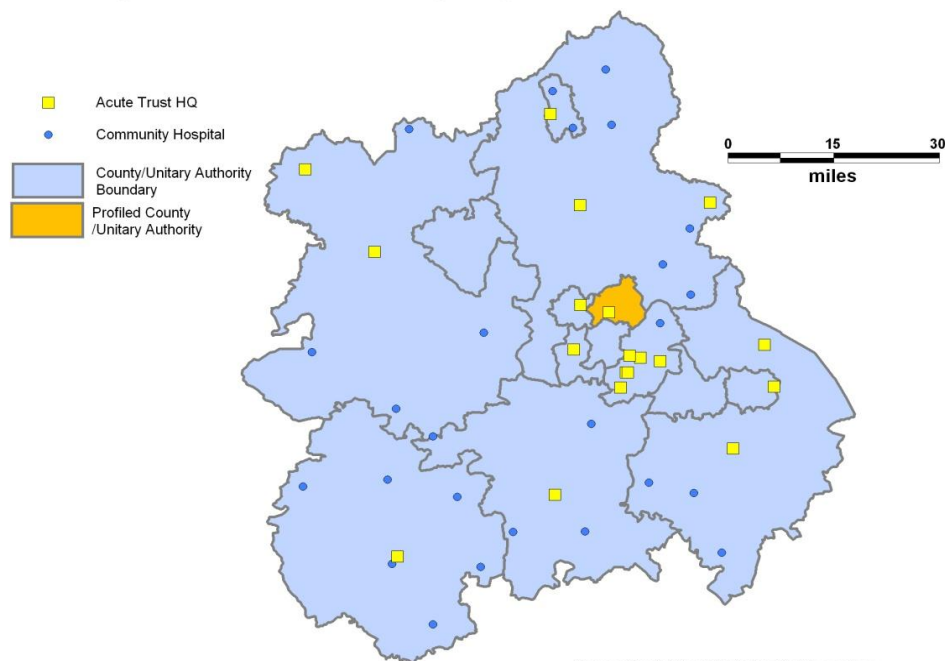 Acute Trust HQ
Community Hospital
County/Unitary Authority
Boundary
Profiled County
/Unitary Authority
0 15 30
miles